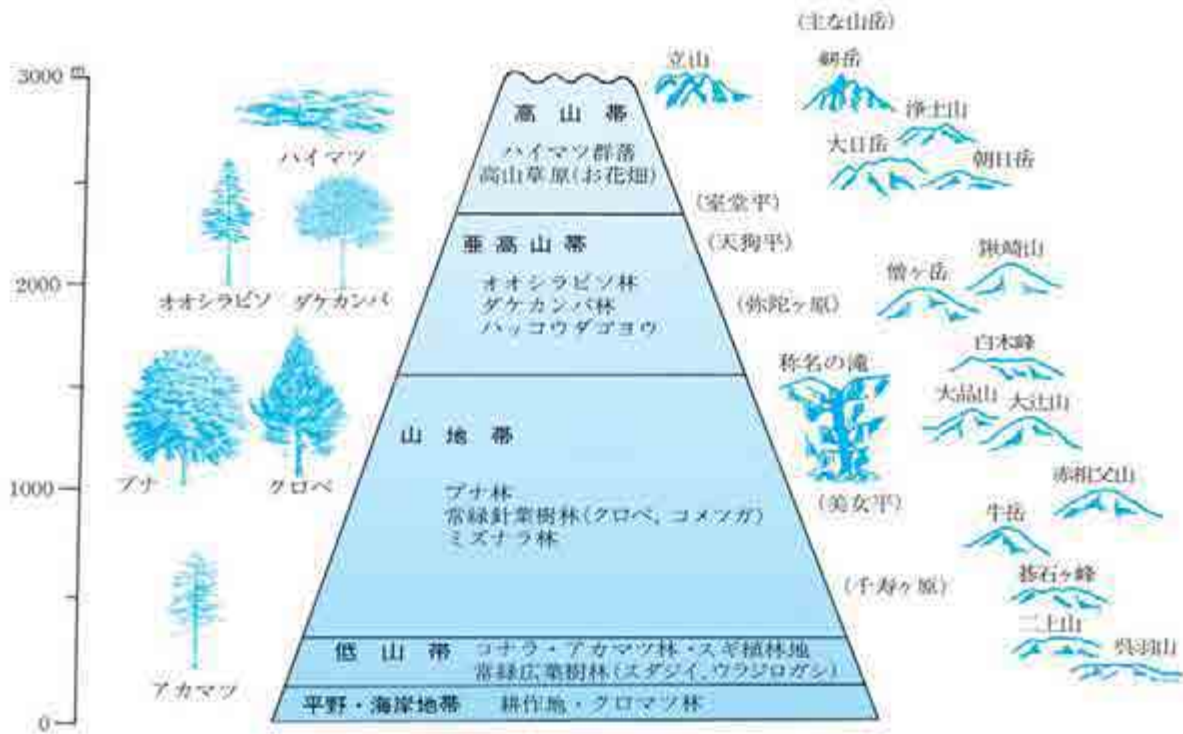 3000 m
2000
1000
0
ハイマツ
オオシラビソ
ダケカンバ
ブナ
クロベ
アカマツ
高山帯
ハイマツ群落
高山草原(お花畑)
亜高山帯
オオシラビソ林
ダケカンバ林
ハッコウダゴヨウ
山地帯
ブナ林
常緑針葉樹林(クロベ, コメツガ)
ミズナラ林
低山帯 コナラ・アカマツ林・スギ植林地
常緑広葉樹林(スダジイ, ウラジロガシ)
平野・海岸地帯 耕作地・クロマツ林
(室堂平)
(天狗平)
(弥陀ヶ原)
称名の滝
(美女平)
(千寿ヶ原)
(主な山岳)
立山
剱岳
浄土山
大日岳
朝日岳
鍬崎山
僧ヶ岳
白木峰
大品山
大辻山
赤祖父山
牛岳
碁石ヶ峰
二上山
呉羽山